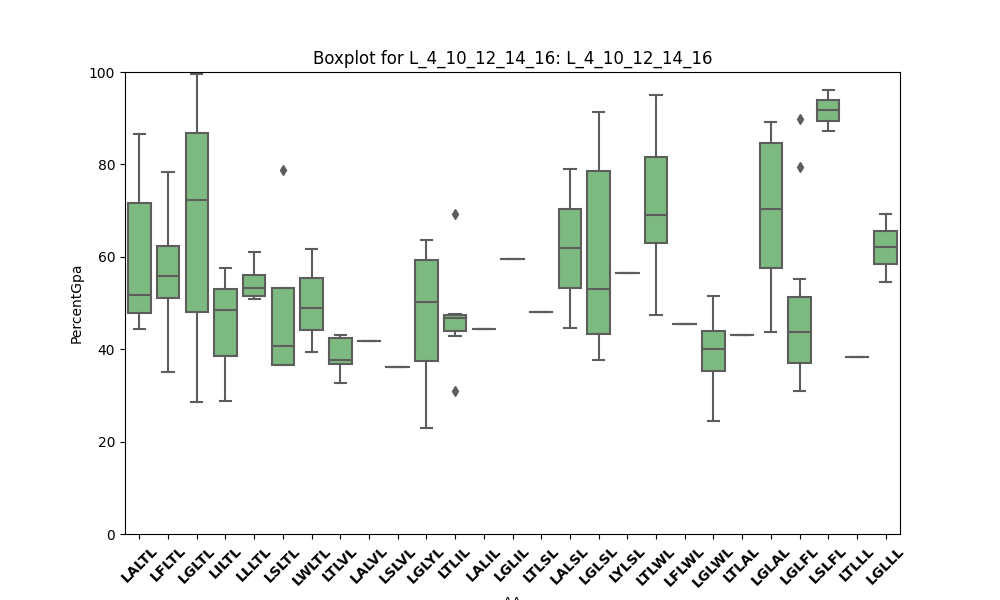 Boxplot for L_4_10_12_14_16: L_4_10_12_14_16
PercentGpa
100
80
60
40
20
0
LALTL
LFLTL
LGLTL
LILTL
LLLTL
LSLTL
LWLTL
LTLVL
LALVL
LSLVL
LGLYL
LTLIL
LALIL
LGLIL
LTLSL
LALSL
LGLSL
LYLSL
LTLWL
LFLWL
LGLWL
LTLAL
LGLAL
LGLFL
LSLFL
LTLLL
LGLLL